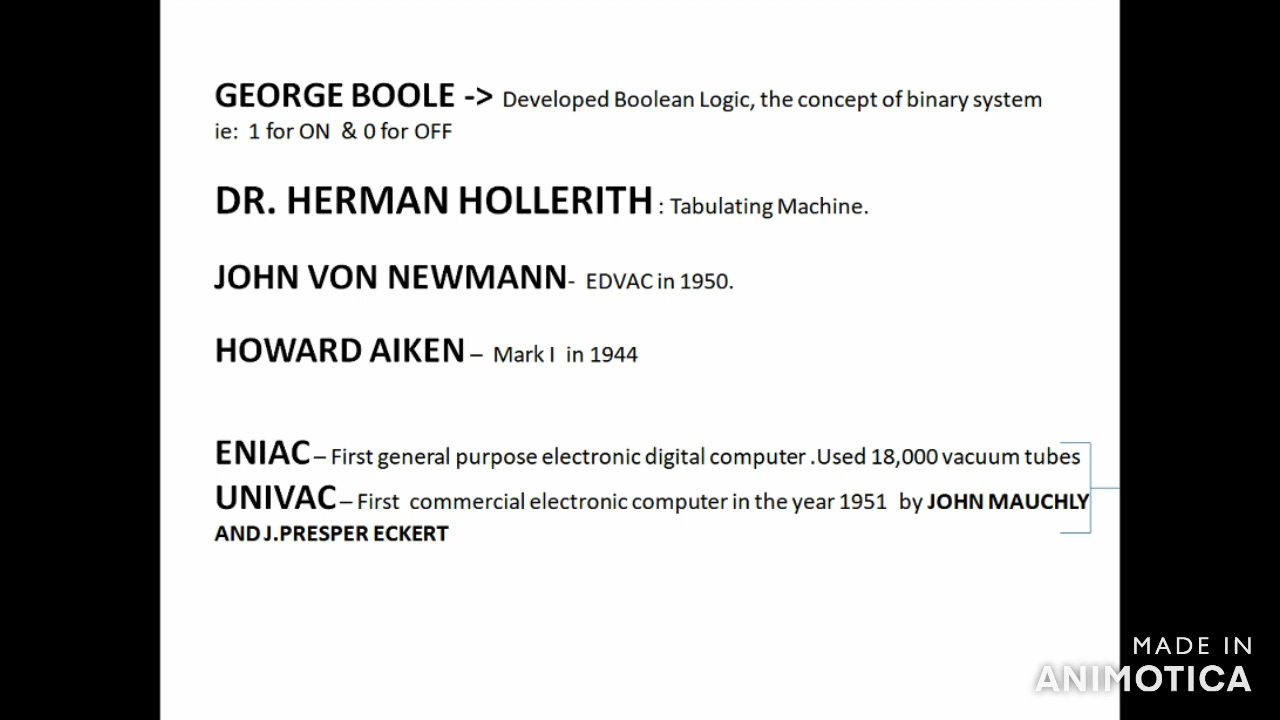 GEORGE BOOLE -> Developed Boolean Logic, the concept of binary system
ie: 1 for ON & 0 for OFF
DR. HERMAN HOLLERITH : Tabulating Machine.
JOHN VON NEWMANN- EDVAC in 1950.
HOWARD AIKEN – Mark I in 1944
ENIAC – First general purpose electronic digital computer .Used 18,000 vacuum tubes
UNIVAC – First commercial electronic computer in the year 1951 by JOHN MAUCHLY
AND J.PRESPER ECKERT
MADE IN
ANIMOTICA